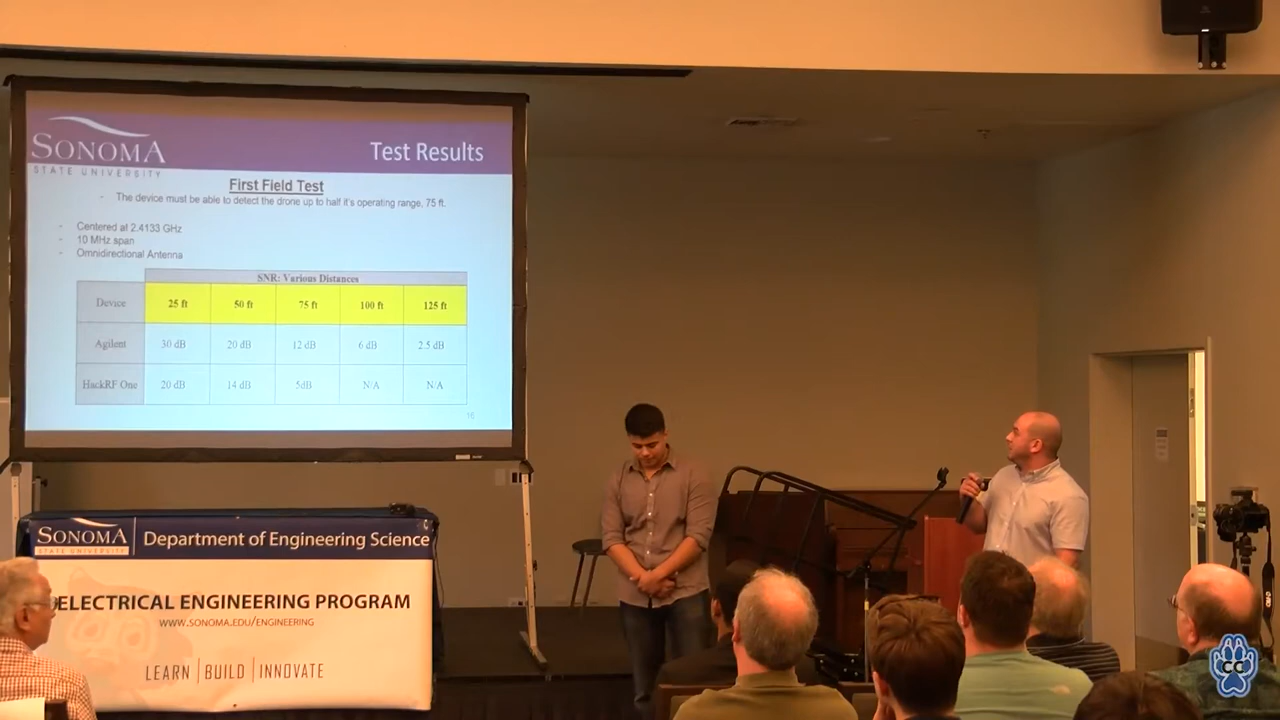 SONOMA
STATE UNIVERSITY
Test Results
First Field Test
- The device must be able to detect the drone up to half it's operating range, 75 ft.
- Centered at 2.4133 GHz
- 10 MHz span
- Omnidirectional Antenna
SNR: Various Distances
Device 25 ft 50 ft 75 ft 100 ft 125 ft
Agilent 30 dB 20 dB 12 dB 6 dB 2.5 dB
HackRF One 20 dB 14 dB 5dB N/A N/A
16
SONOMA
STATE UNIVERSITY
Department of Engineering Science
ELECTRICAL ENGINEERING PROGRAM
WWW.SONOMA.EDU/ENGINEERING
LEARN | BUILD | INNOVATE
CC